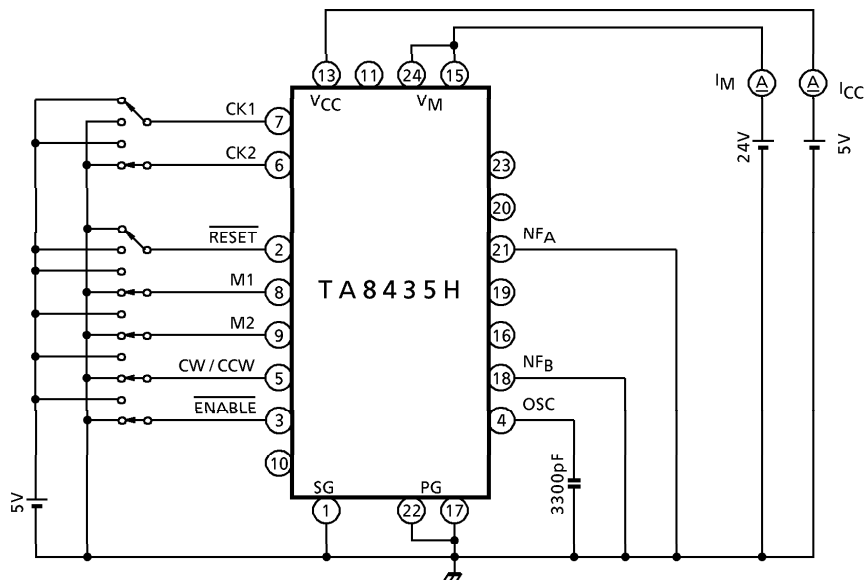 13 11 24 15
VCC VM
IM A A ICC
24V 5V
CK1 7
CK2 6
23
20
RESET 2
NFA 21
M1 8
TA8435H
19
M2 9
16
CW / CCW 5
NFB 18
ENABLE 3
OSC 4
10
3300pF
5V
SG PG
1 22 17